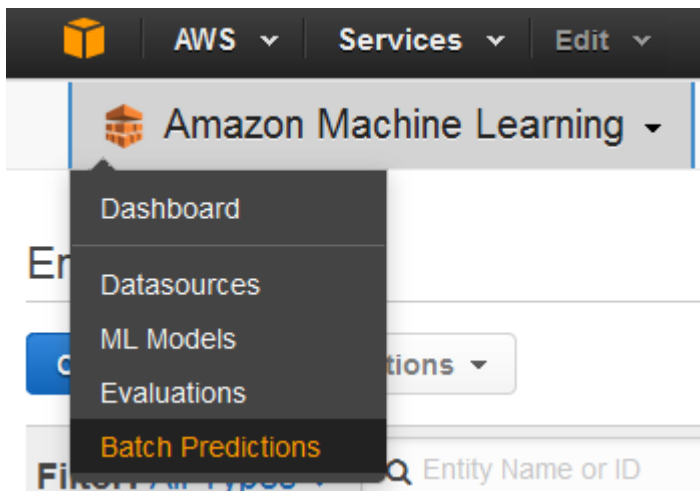 AWS Services Edit
Amazon Machine Learning
Dashboard
Datasources
ML Models
Evaluations
Batch Predictions
Entity Name or ID